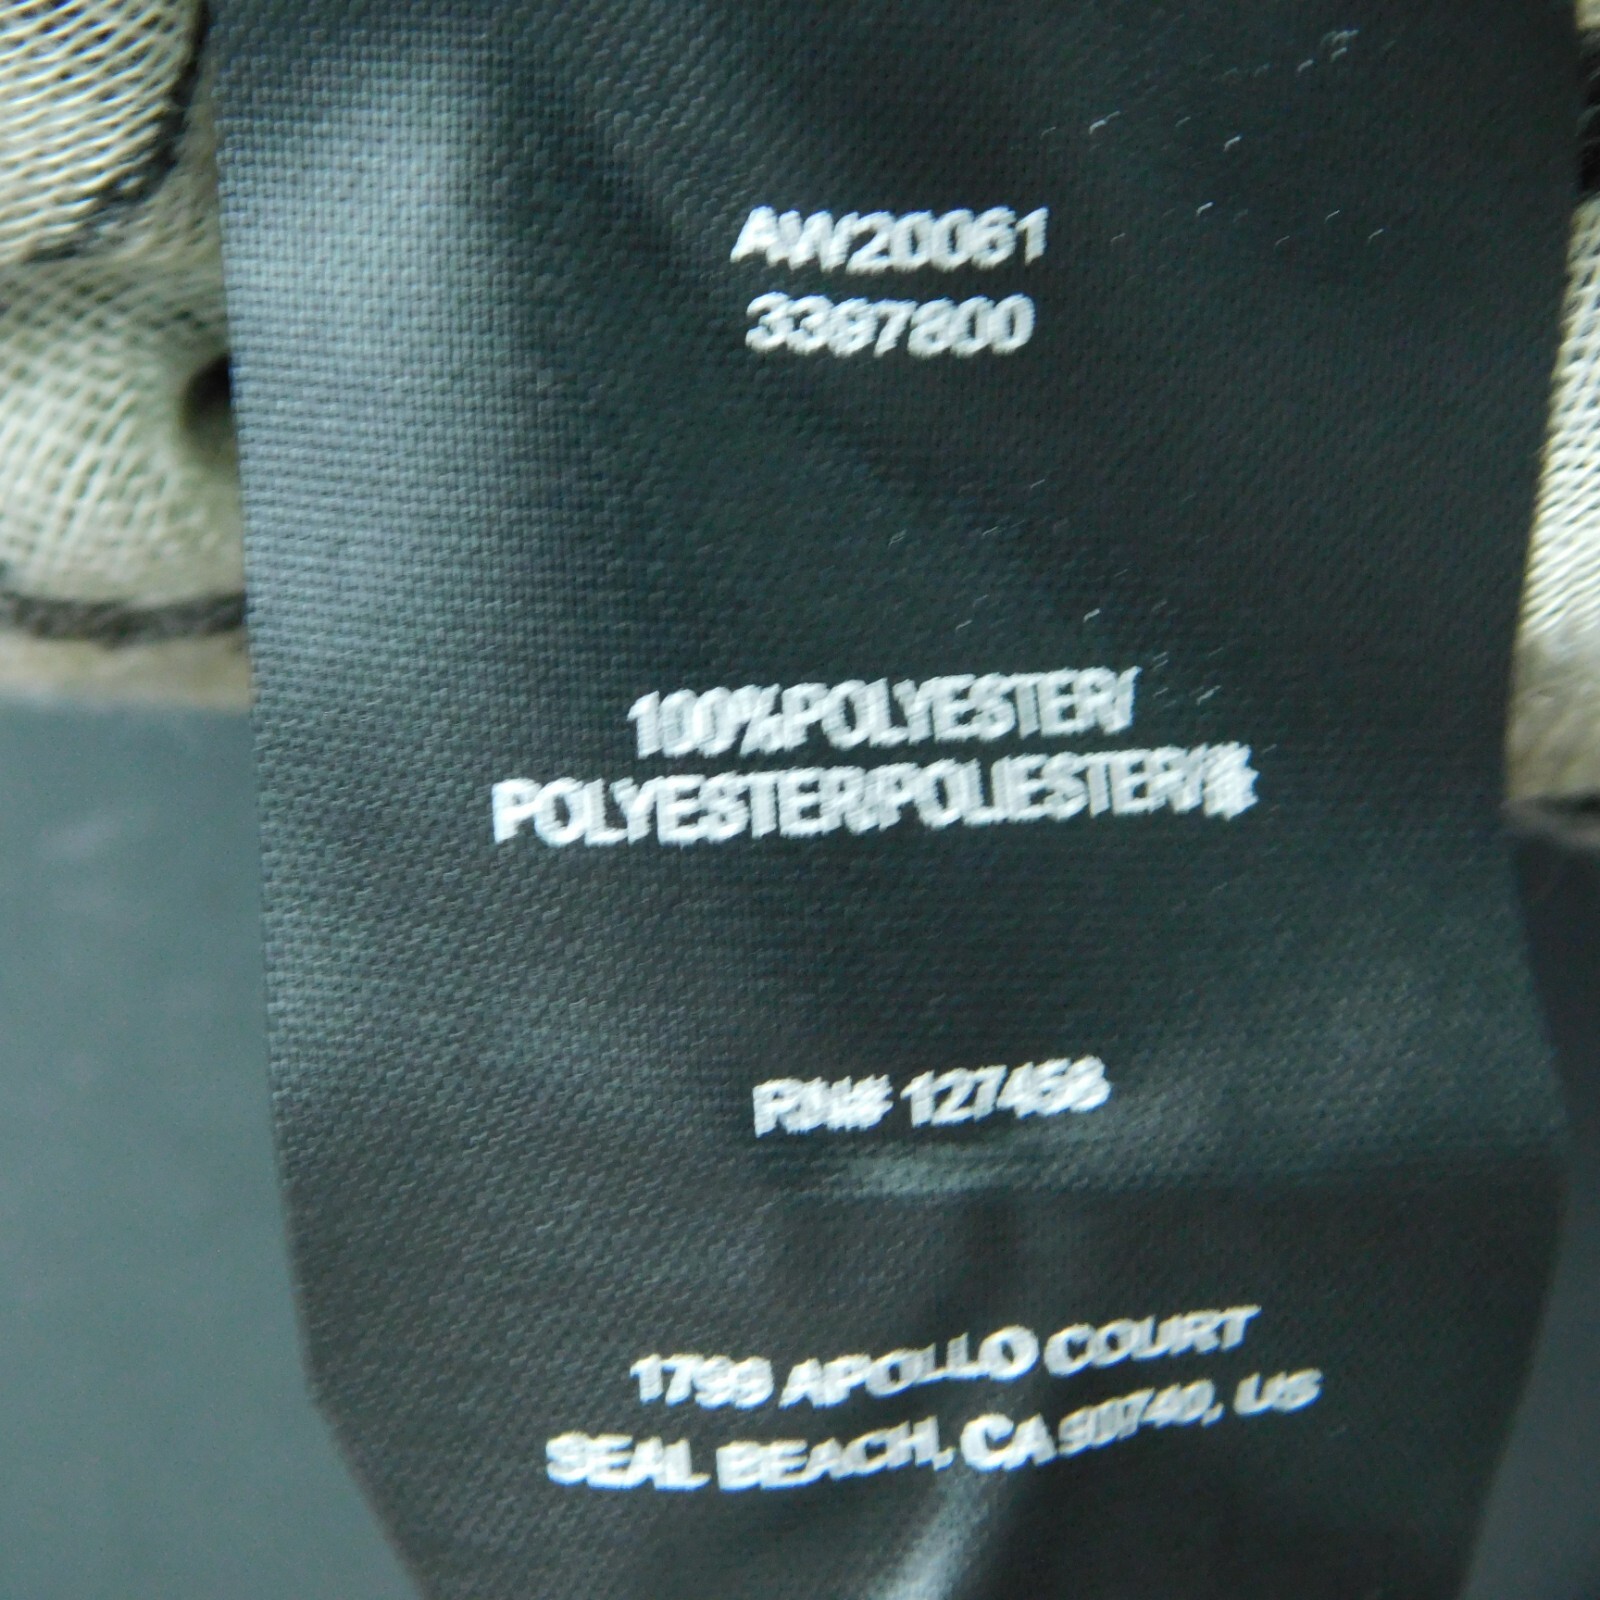 AW20061
3397800
100%POLYESTER/
POLYESTER/POLIESTER/
RN# 127458
1799 APOLLO COURT
SEAL BEACH, CA 90740, US